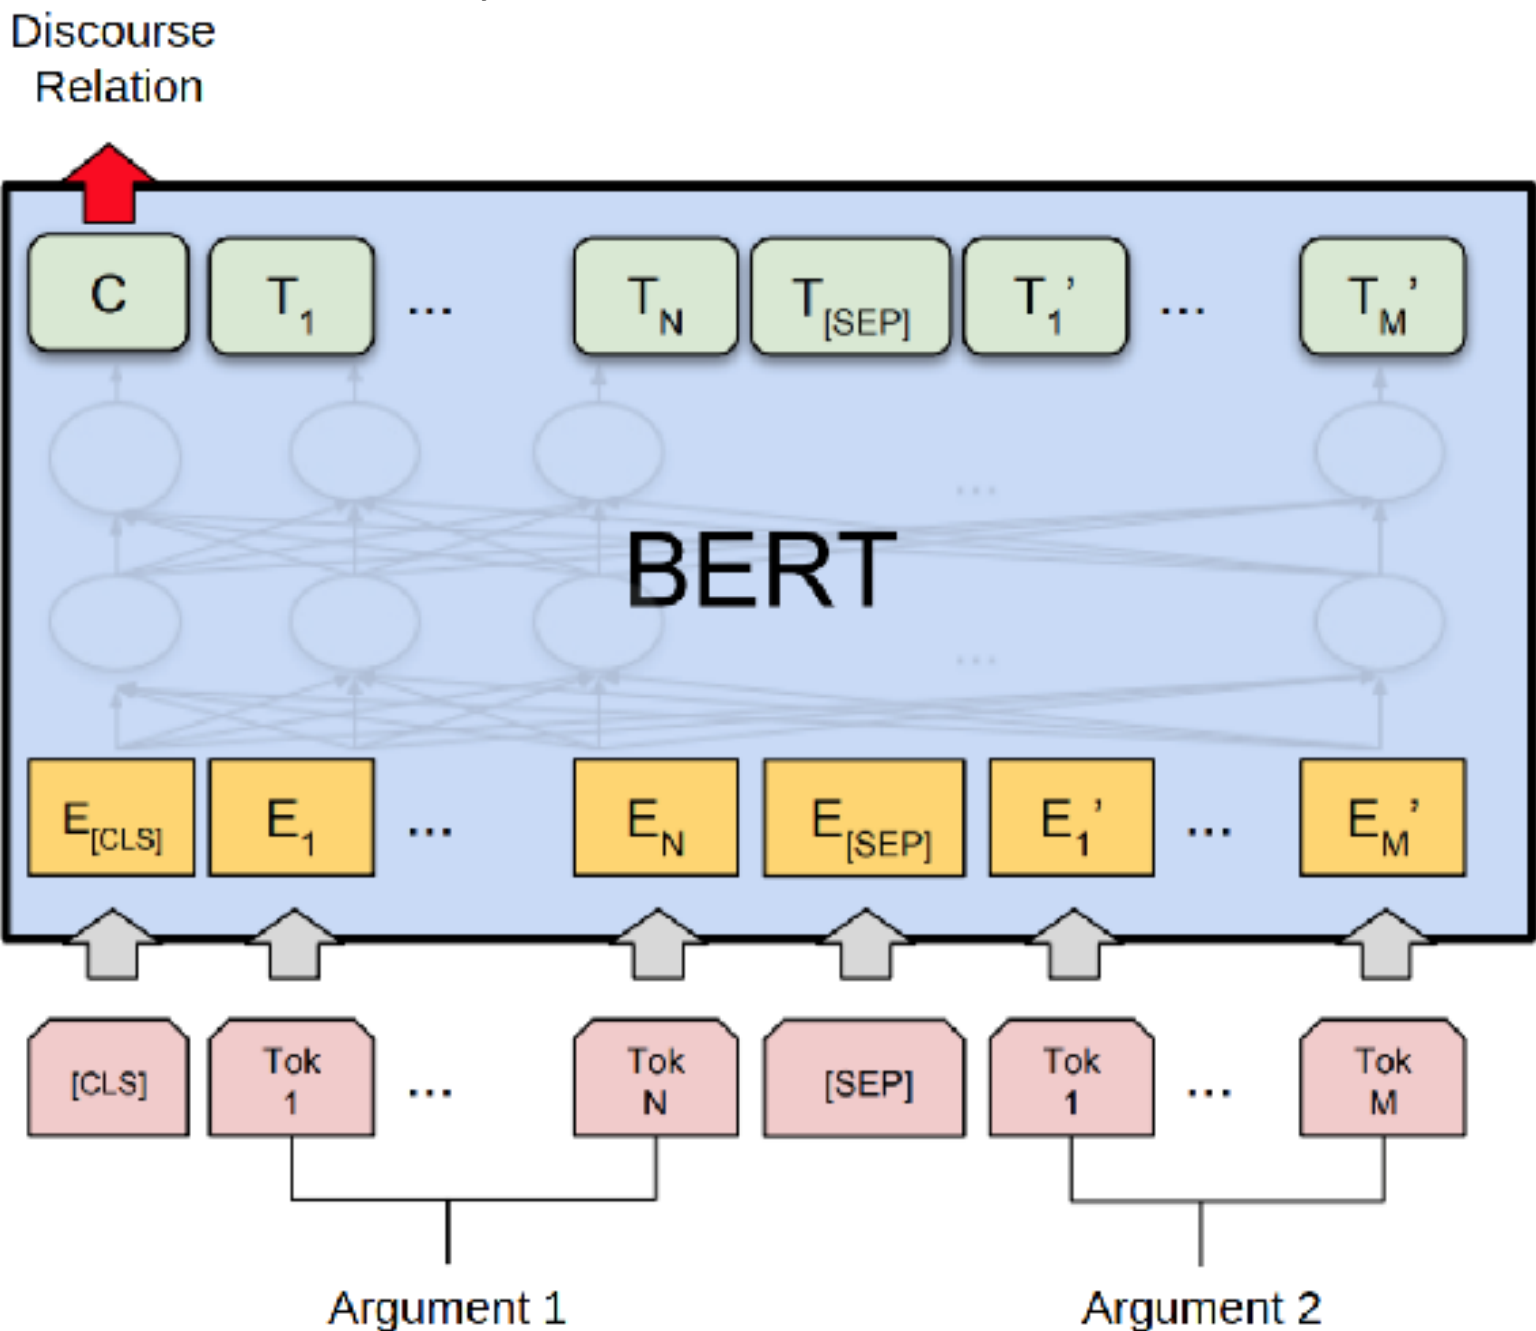 Discourse
Relation
C T1 ... TN T[SEP] T1’ ... TM’
...
BERT
...
E[CLS] E1 ... EN E[SEP] E1’ ... EM’
[CLS] Tok 1 ... Tok N [SEP] Tok 1 ... Tok M
Argument 1 Argument 2